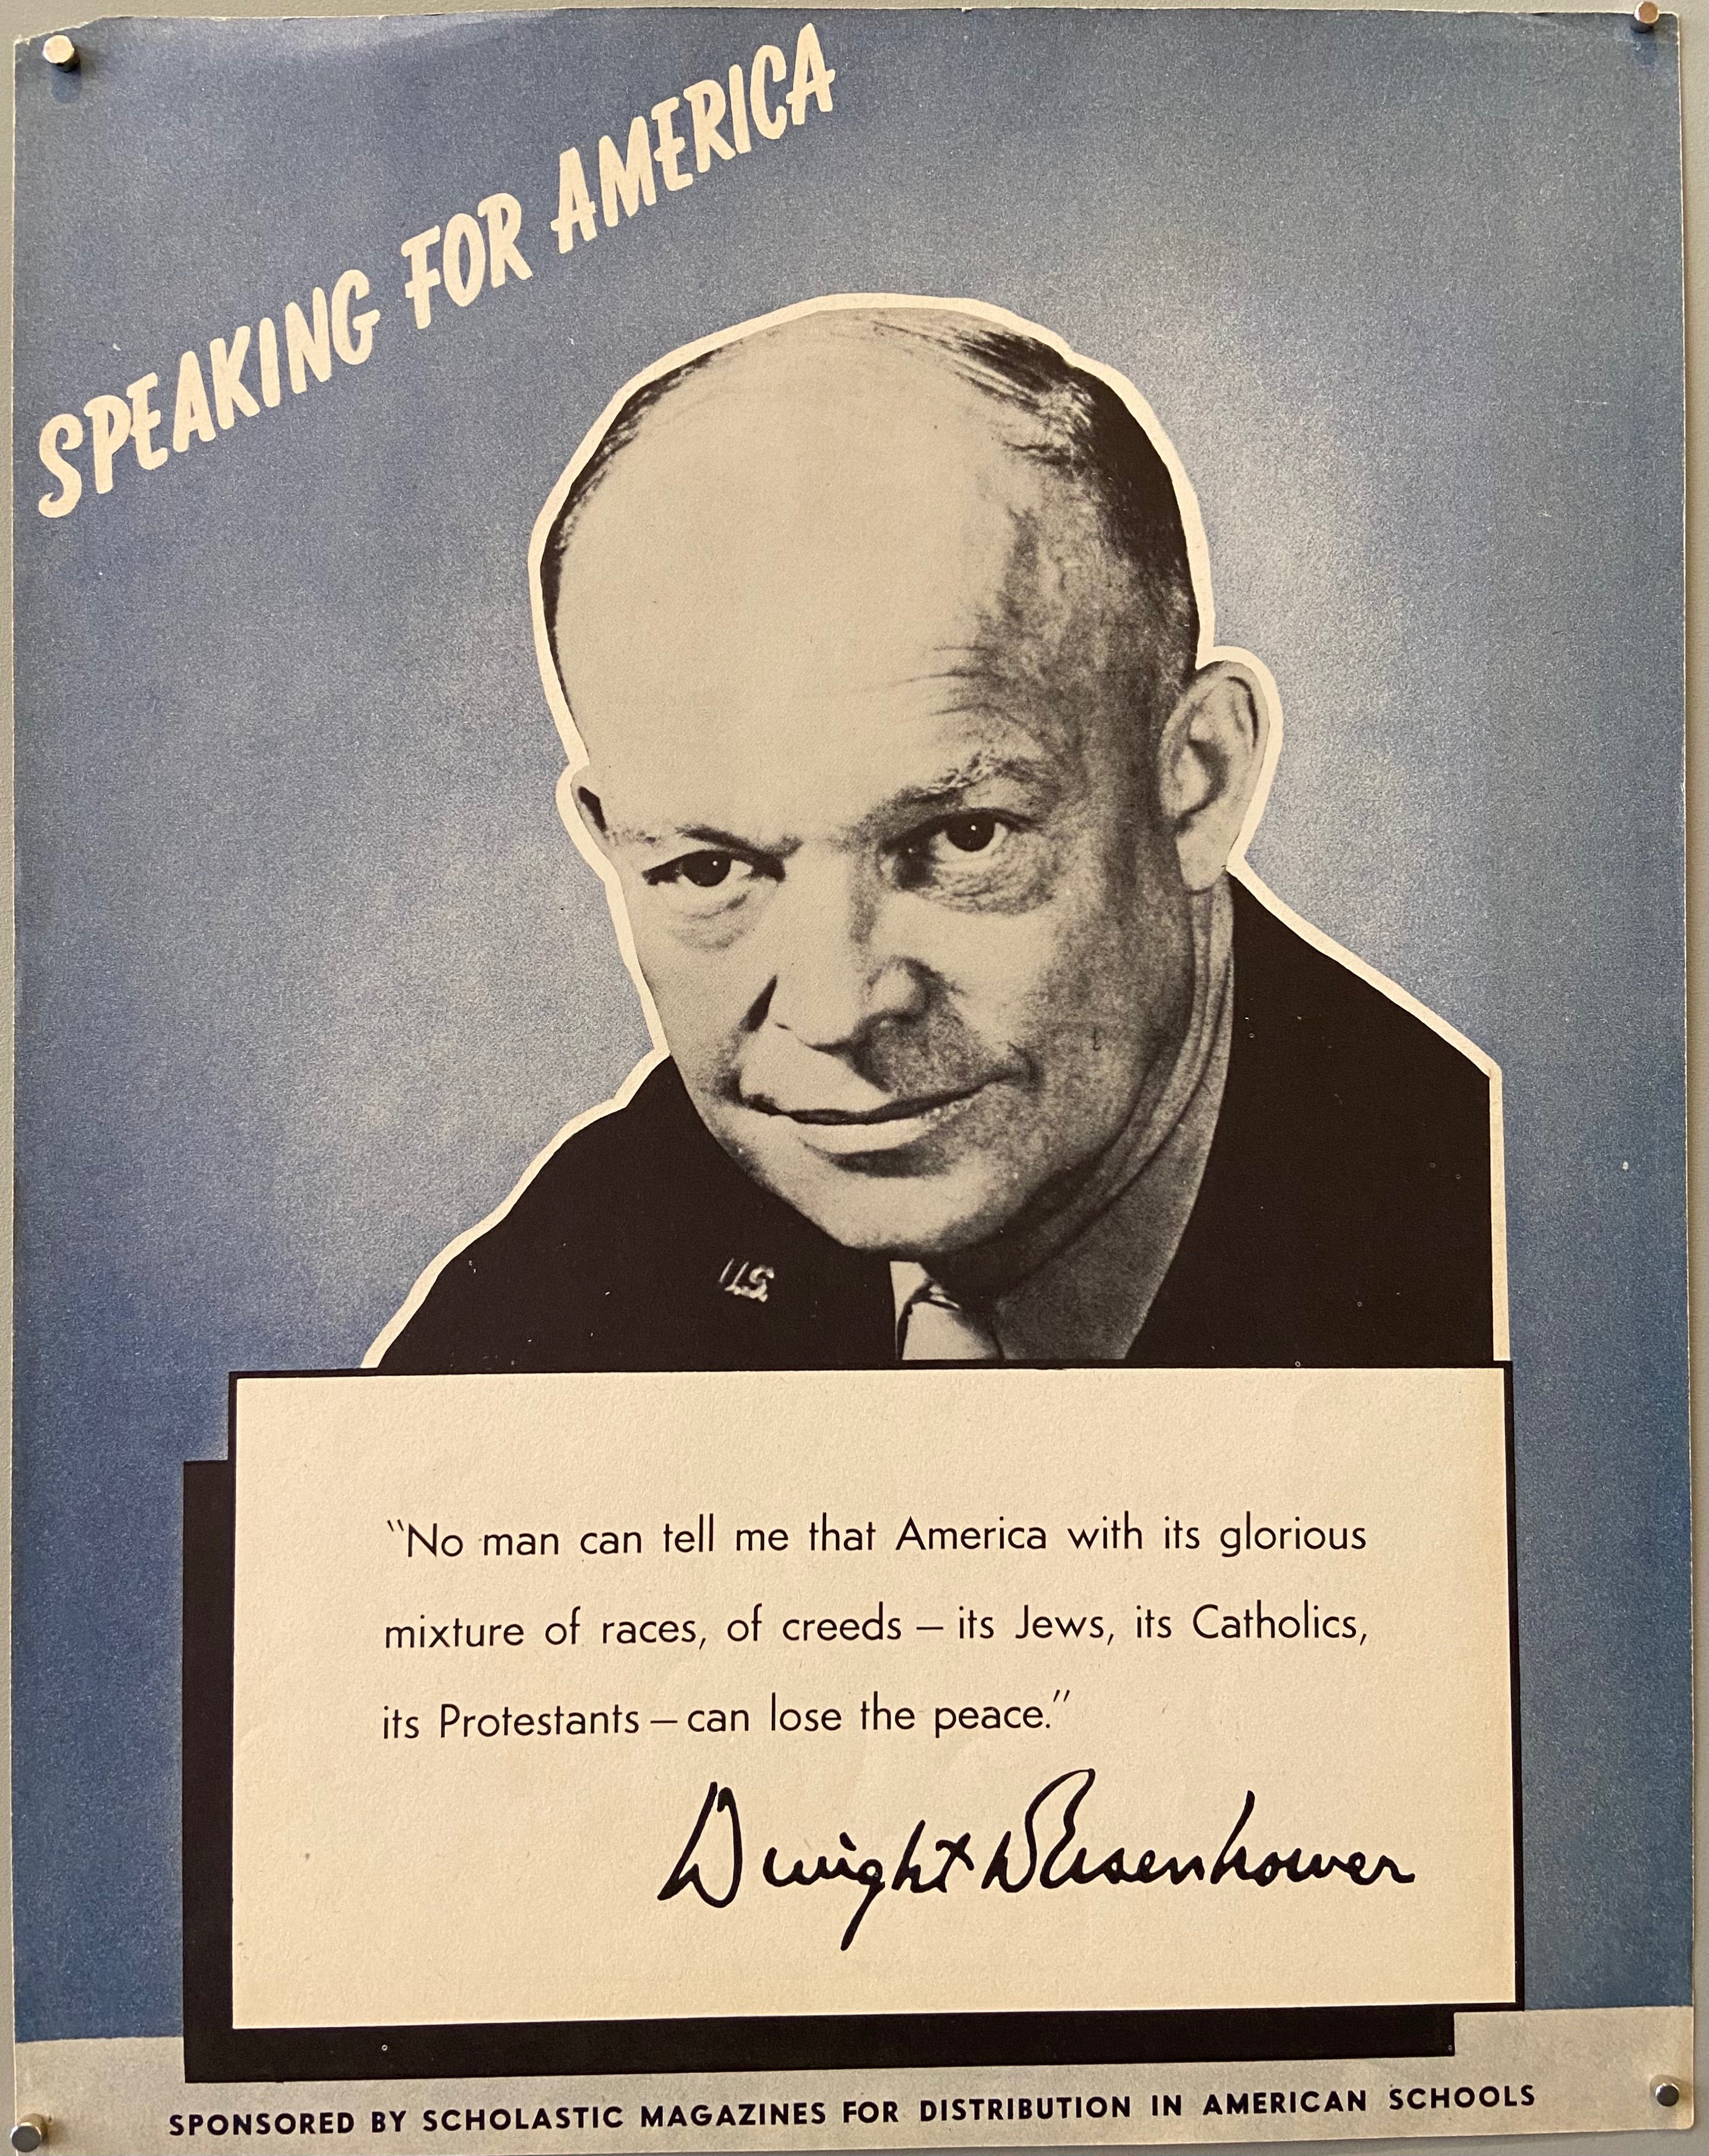 SPEAKING FOR AMERICA
U.S.
"No man can tell me that America with its glorious
mixture of races, of creeds — its Jews, its Catholics,
its Protestants — can lose the peace."
Dwight D Eisenhower
SPONSORED BY SCHOLASTIC MAGAZINES FOR DISTRIBUTION IN AMERICAN SCHOOLS